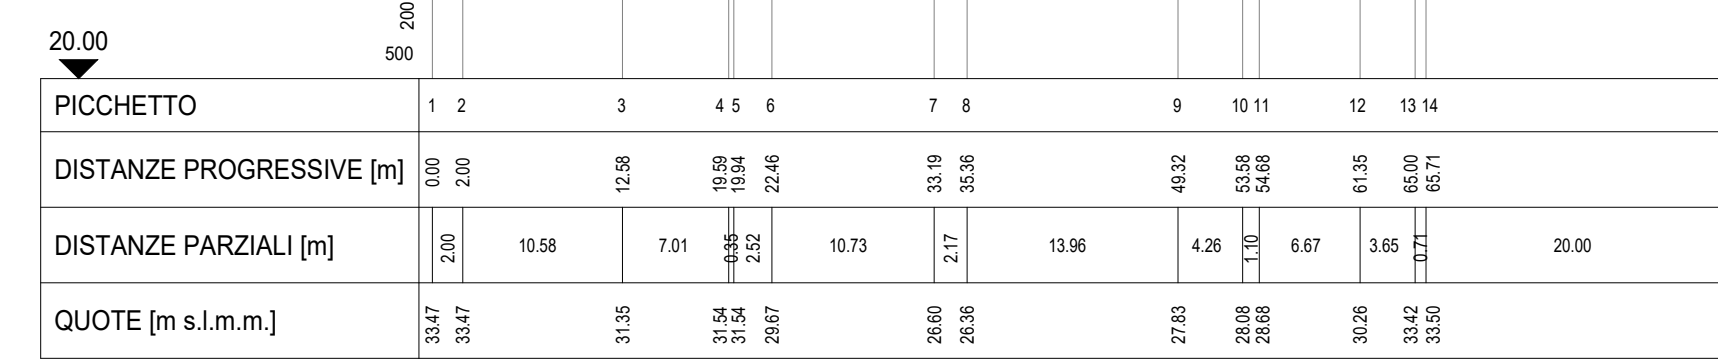 200
20.00
500
PICCHETTO 1 2 3 4 5 6 7 8 9 10 11 12 13 14
DISTANZE PROGRESSIVE [m] 0.00 2.00 12.58 19.59 19.94 22.46 33.19 35.36 49.32 53.58 54.68 61.35 65.00 65.71
DISTANZE PARZIALI [m] 2.00 10.58 7.01 0.35 2.52 10.73 2.17 13.96 4.26 1.10 6.67 3.65 0.71 20.00
QUOTE [m s.l.m.m.] 33.47 33.47 31.35 31.54 31.54 29.67 26.60 26.36 27.83 28.08 28.68 30.26 33.42 33.50